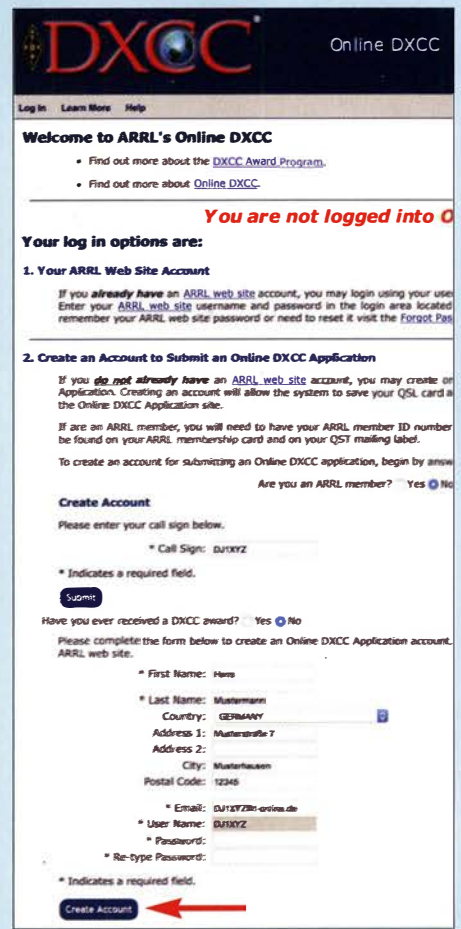 DXCC
Online DXCC
Log In Learn More Help
Welcome to ARRL's Online DXCC
• Find out more about the DXCC Award Program.
• Find out more about Online DXCC.
You are not logged into O
Your log in options are:
1. Your ARRL Web Site Account
If you already have an ARRL web site account, you may login using your use
Enter your ARRL web site username and password in the login area located
remember your ARRL web site password or need to reset it visit the Forgot Pas
2. Create an Account to Submit an Online DXCC Application
If you do not already have an ARRL web site account, you may create or
Application. Creating an account will allow the system to save your QSL card a
the Online DXCC Application site.
If are an ARRL member, you will need to have your ARRL member ID number
be found on your ARRL membership card and on your QST mailing label.
To create an account for submitting an Online DXCC application, begin by answ
Are you an ARRL member? Yes No
Create Account
Please enter your call sign below.
* Call Sign: DJ1XYZ
* Indicates a required field.
Submit
Have you ever received a DXCC award? Yes No
Please complete the form below to create an Online DXCC Application account.
ARRL web site.
* First Name:
* Last Name: Mustermann
Country: GERMANY
Address 1: Musterstraße 7
Address 2:
City: Musterhausen
Postal Code: 12345
* Email:
* User Name: DJ1XYZ
* Password:
* Re-type Password:
* Indicates a required field.
Create Account